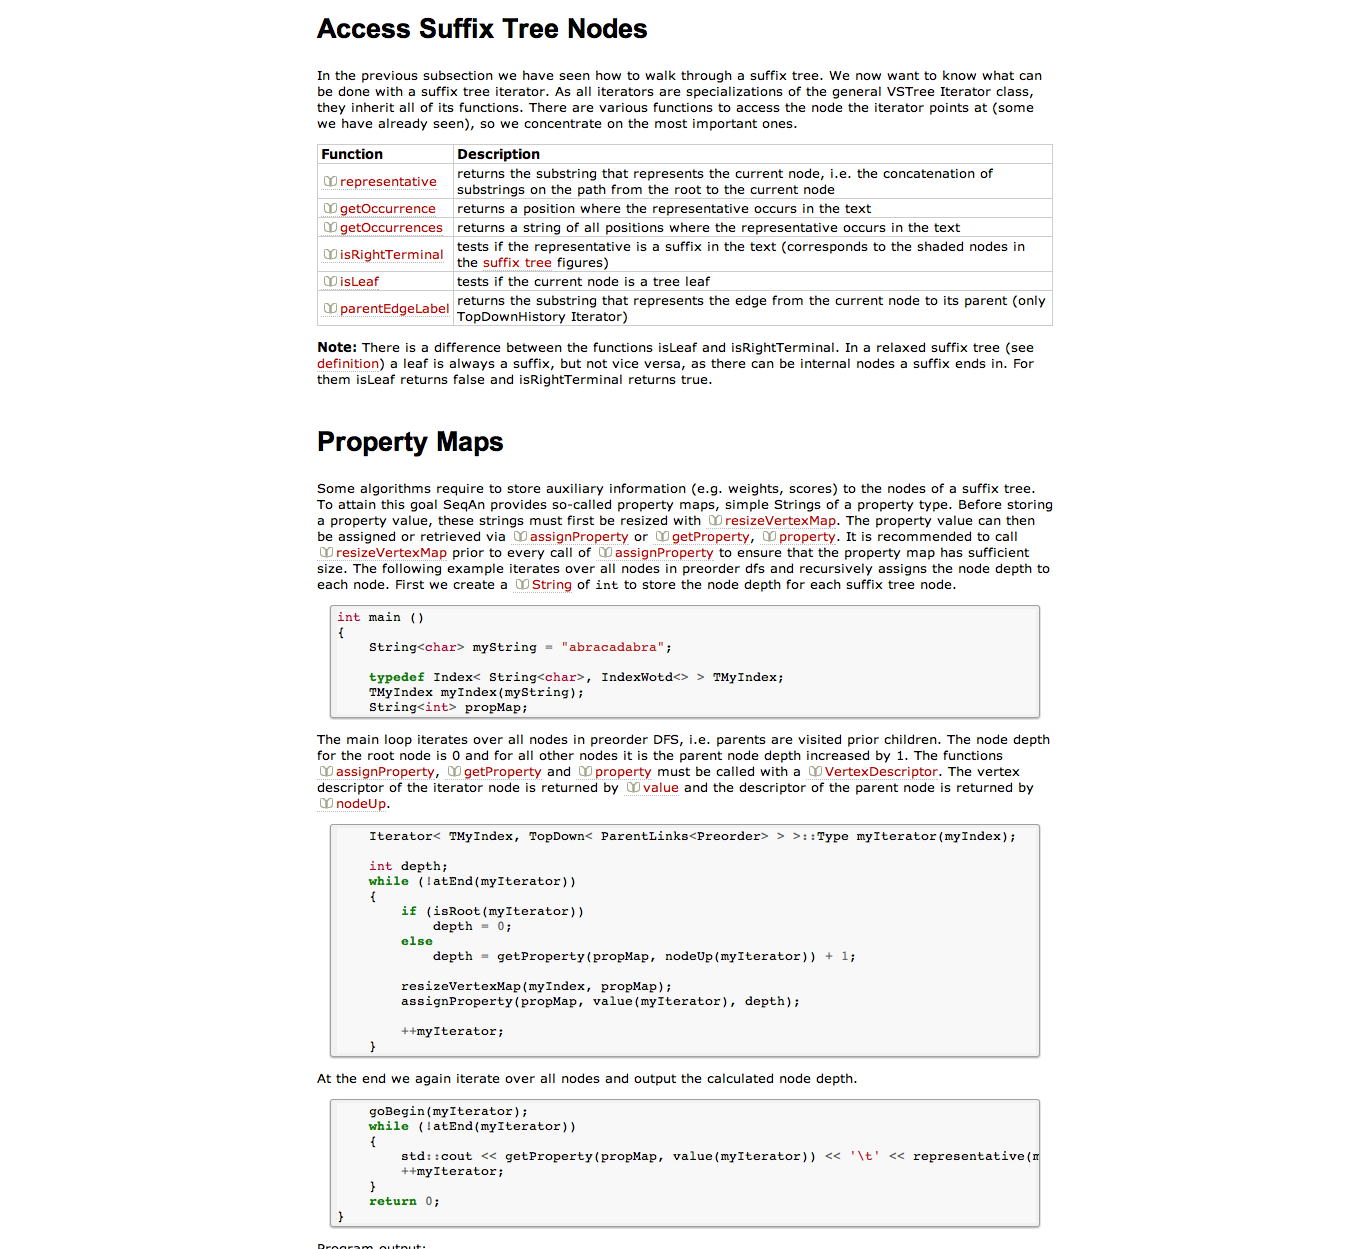 Access Suffix Tree Nodes
In the previous subsection we have seen how to walk through a suffix tree. We now want to know what can
be done with a suffix tree iterator. As all iterators are specializations of the general VSTree Iterator class,
they inherit all of its functions. There are various functions to access the node the iterator points at (some
we have already seen), so we concentrate on the most important ones.
Function Description
representative returns the substring that represents the current node, i.e. the concatenation of
substrings on the path from the root to the current node
getOccurrence returns a position where the representative occurs in the text
getOccurrences returns a string of all positions where the representative occurs in the text
isRightTerminal tests if the representative is a suffix in the text (corresponds to the shaded nodes in
the suffix tree figures)
isLeaf tests if the current node is a tree leaf
parentEdgeLabel returns the substring that represents the edge from the current node to its parent (only
TopDownHistory Iterator)
Note: There is a difference between the functions isLeaf and isRightTerminal. In a relaxed suffix tree (see
definition) a leaf is always a suffix, but not vice versa, as there can be internal nodes a suffix ends in. For
them isLeaf returns false and isRightTerminal returns true.
Property Maps
Some algorithms require to store auxiliary information (e.g. weights, scores) to the nodes of a suffix tree.
To attain this goal SeqAn provides so-called property maps, simple Strings of a property type. Before storing
a property value, these strings must first be resized with resizeVertexMap. The property value can then
be assigned or retrieved via assignProperty or getProperty, property. It is recommended to call
resizeVertexMap prior to every call of assignProperty to ensure that the property map has sufficient
size. The following example iterates over all nodes in preorder dfs and recursively assigns the node depth to
each node. First we create a String of int to store the node depth for each suffix tree node.
int main ()
{
    String<char> myString = "abracadabra";
    typedef Index< String<char>, IndexWotd<> > TMyIndex;
    TMyIndex myIndex(myString);
    String<int> propMap;
The main loop iterates over all nodes in preorder DFS, i.e. parents are visited prior children. The node depth
for the root node is 0 and for all other nodes it is the parent node depth increased by 1. The functions
assignProperty, getProperty and property must be called with a VertexDescriptor. The vertex
descriptor of the iterator node is returned by value and the descriptor of the parent node is returned by
nodeUp.
    Iterator< TMyIndex, TopDown< ParentLinks<Preorder> > >::Type myIterator(myIndex);
    int depth;
    while (!atEnd(myIterator))
    {
        if (isRoot(myIterator))
            depth = 0;
        else
            depth = getProperty(propMap, nodeUp(myIterator)) + 1;
        resizeVertexMap(myIndex, propMap);
        assignProperty(propMap, value(myIterator), depth);
        ++myIterator;
    }
At the end we again iterate over all nodes and output the calculated node depth.
    goBegin(myIterator);
    while (!atEnd(myIterator))
    {
        std::cout << getProperty(propMap, value(myIterator)) << '\t' << representative(m
        ++myIterator;
    }
    return 0;
}
Program output: